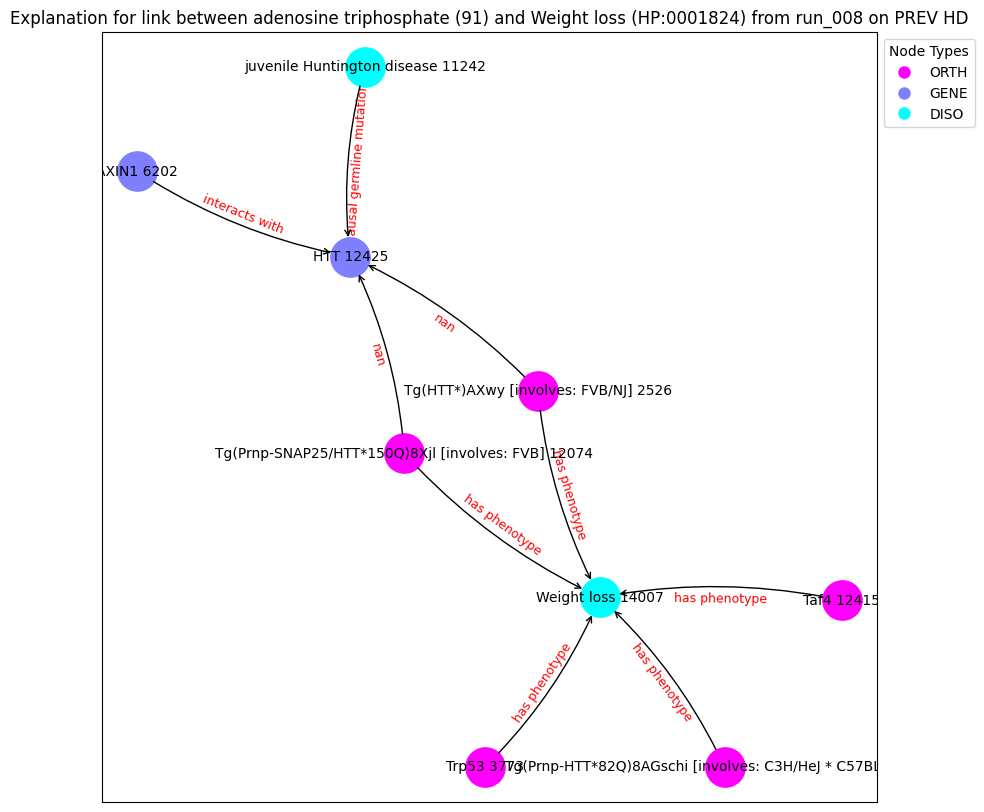 Explanation for link between adenosine triphosphate (91) and Weight loss (HP:0001824) from run_008 on PREV HD
Node Types
ORTH
GENE
DISO
juvenile Huntington disease 11242
ausal germline mutation
AXIN1 6202
interacts with
HTT 12425
nan
nan
Tg(HTT*)AXwy [involves: FVB/NJ] 2526
Tg(Prnp-SNAP25/HTT*150Q)8Xjl [involves: FVB] 12074
has phenotype
has phenotype
Weight loss 14007
has phenotype
Taf4 12415
has phenotype
has phenotype
Trp53
Tg(Prnp-HTT*82Q)8AGschi [involves: C3H/HeJ * C57BL